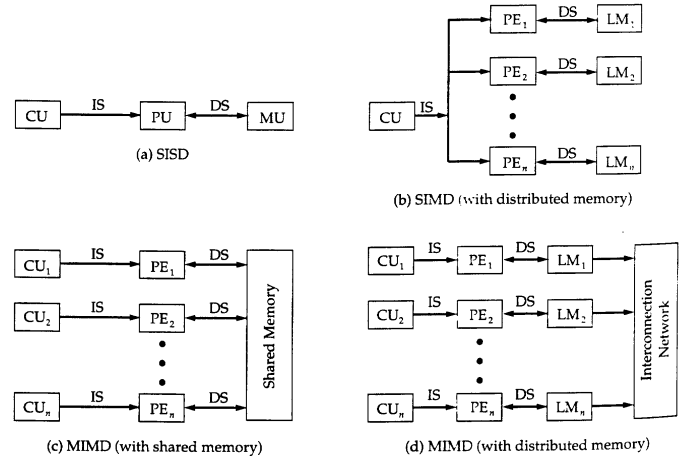 CU IS PU DS MU
(a) SISD
CU IS
PE1 DS LM1
PE2 DS LM2
PEn DS LMn
(b) SIMD (with distributed memory)
CU1 IS PE1 DS
CU2 IS PE2 DS
CUn IS PEn DS
Shared Memory
(c) MIMD (with shared memory)
CU1 IS PE1 DS LM1
CU2 IS PE2 DS LM2
CUn IS PEn DS LMn
Interconnection
Network
(d) MIMD (with distributed memory)